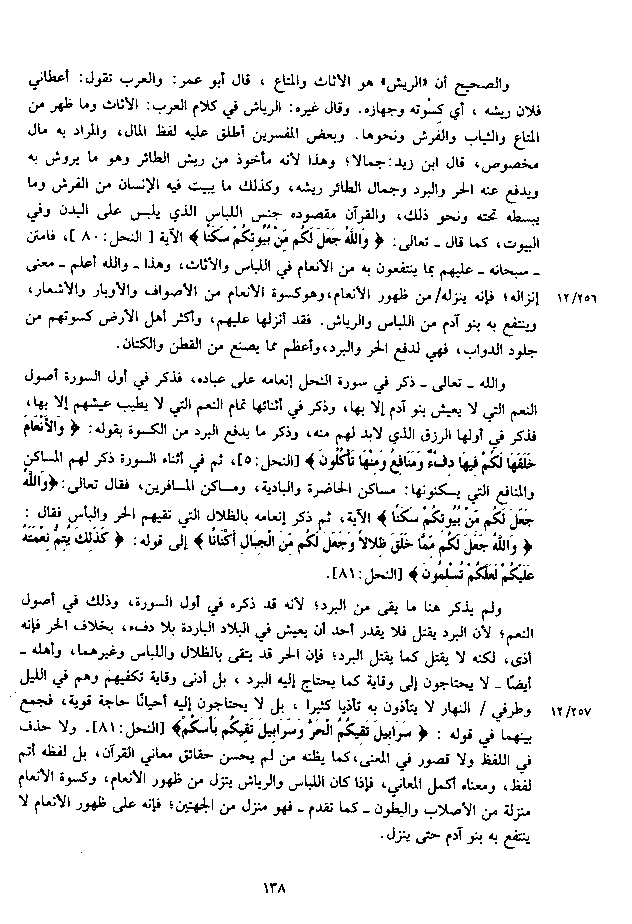 والصحيح أن «الريش» هو الأثاث والمتاع ، قال أبو عمر: والعرب تقول: أعطاني
فلان ريشه ، أي كِسْوته وجهازه. وقال غيره: الرياش في كلام العرب: الأثاث وما ظهر من
المتاع والثياب والفرش ونحوها. وبعض المفسرين أطلق عليه لفظ المال، والمراد به مال
مخصوص، قال ابن زيد:جمالا؛ وهذا لأنه مأخوذ من ريش الطائر وهو ما يروش به
ويدفع عنه الحر والبرد وجمال الطائر ريشه، وكذلك ما يبيت فيه الإنسان من الفرش وما
يبسطه تحته ونحو ذلك، والقرآن مقصوده جنس اللباس الذي يلبس على البدن وفي
البيوت، كما قال ـ تعالى: ﴿ وَاللَّهُ جَعَلَ لَكُم مِّنْ بُيُوتِكُمْ سَكَنًا ﴾ الآية [ النحل: ٨٠ ]، فامتن
ـ سبحانه ـ عليهم بما ينتفعون به من الأنعام في اللباس والأثاث، وهذا ـ والله أعلم ـ معنى
١٢/٢٥٦ إنزاله؛ فإنه ينزله/ من ظهور الأنعام،وهوكسوة الأنعام من الأصواف والأوبار والأشعار،
وينتفع به بنو آدم من اللباس والرياش. فقد أنزلها عليهم، وأكثر أهل الأرض كسوتهم من
جلود الدواب، فهي لدفع الحر والبرد،وأعظم مما يصنع من القطن والكتان.
والله ـ تعالى ـ ذكر في سورة النحل إنعامه على عباده، فذكر في أول السورة أصول
النعم التي لا يعيش بنو آدم إلا بها، وذكر في أثنائها تمام النعم التي لا يطيب عيشهم إلا بها،
فذكر في أولها الرزق الذي لابد لهم منه، وذكر ما يدفع البرد من الكسوة بقوله: ﴿ وَالأَنْعَامَ
خَلَقَهَا لَكُمْ فِيهَا دِفْءٌ وَمَنَافِعُ وَمِنْهَا تَأْكُلُونَ ﴾ [النحل:٥]، ثم في أثناء السورة ذكر لهم المساكن
والمنافع التي يسكنونها: مساكن الحاضرة والبادية، ومساكن المسافرين، فقال تعالى:﴿وَاللَّهُ
جَعَلَ لَكُم مِّنْ بُيُوتِكُمْ سَكَنًا ﴾ الآية، ثم ذكر إنعامه بالظلال التي تقيهم الحر والبأس فقال :
﴿ وَاللَّهُ جَعَلَ لَكُم مِّمَّا خَلَقَ ظِلالاً وَجَعَلَ لَكُم مِّنَ الْجِبَالِ أَكْنَانًا ﴾ إلى قوله: ﴿ كَذَلِكَ يُتِمُّ نِعْمَتَهُ
عَلَيْكُمْ لَعَلَّكُمْ تُسْلِمُونَ ﴾ [النحل:٨١].
ولم يذكر هنا ما يقى من البرد؛ لأنه قد ذكره في أول السورة، وذلك في أصول
النعم؛ لأن البرد يقتل فلا يقدر أحد أن يعيش في البلاد الباردة بلا دفء، بخلاف الحر فإنه
أذى، لكنه لا يقتل كما يقتل البرد؛ فإن الحر قد يتقى بالظلال واللباس وغيرهما، وأهله ـ
أيضًا ـ لا يحتاجون إلى وقاية كما يحتاج إليه البرد ، بل أدنى وقاية تكفيهم وهم في الليل
١٢/٢٥٧ وطرفي / النهار لا يتأذون به تأذيا كثيرا ، بل لا يحتاجون إليه أحيانًا حاجة قوية، فجمع
بينهما في قوله : ﴿ سَرَابِيلَ تَقِيكُمُ الْحَرَّ وَسَرَابِيلَ تَقِيكُم بَأْسَكُمْ﴾ [النحل:٨١]. ولا حذف
في اللفظ ولا قصور في المعنى،كما يظنه من لم يحسن حقائق معاني القرآن، بل لفظه أتم
لفظ، ومعناه أكمل المعاني، فإذا كان اللباس والرياش ينزل من ظهور الأنعام، وكسوة الأنعام
منزلة من الأصلاب والبطون ـ كما تقدم ـ فهو منزل من الجهتين؛ فإنه على ظهور الأنعام لا
ينتفع به بنو آدم حتى ينزل.
١٣٨